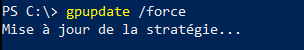 PS C:\> gpupdate /force
Mise à jour de la stratégie...